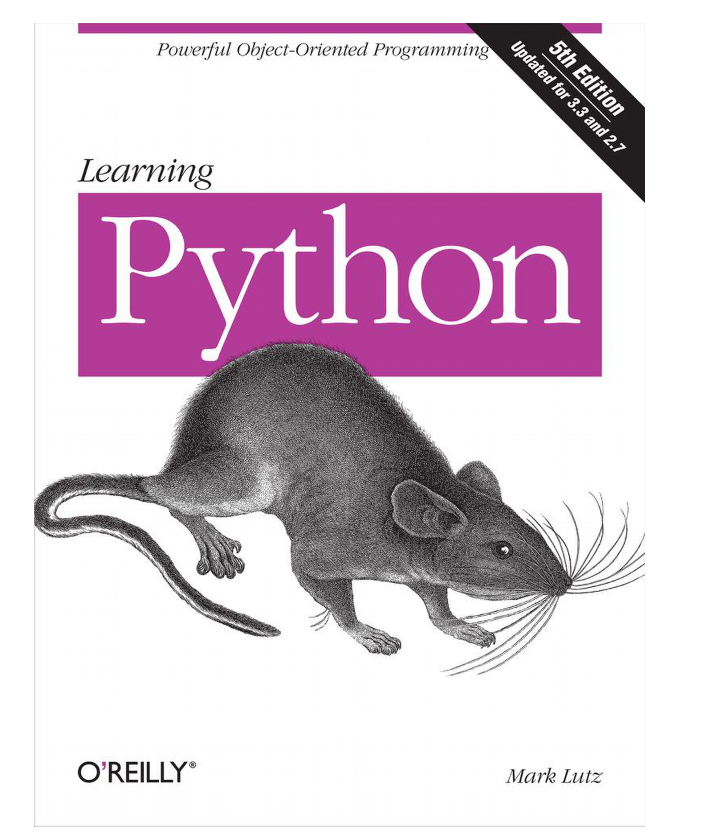 Powerful Object-Oriented Programming
5th Edition
Updated for 3.3 and 2.7
Learning
Python
O'REILLY®
Mark Lutz